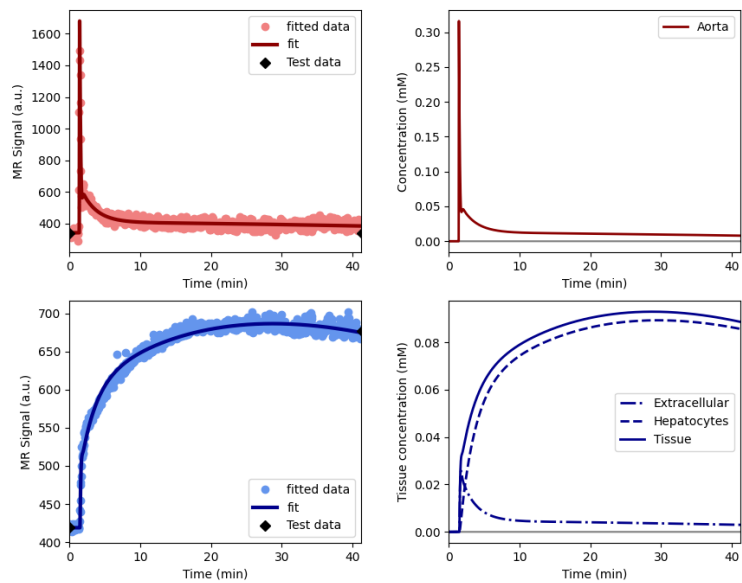 MR Signal (a.u.)
1600
1400
1200
1000
800
600
400
0
10
20
30
40
Time (min)
fitted data
fit
Test data
Concentration (mM)
0.30
0.25
0.20
0.15
0.10
0.05
0.00
0
10
20
30
40
Time (min)
Aorta
MR Signal (a.u.)
700
650
600
550
500
450
400
0
10
20
30
40
Time (min)
fitted data
fit
Test data
Tissue concentration (mM)
0.08
0.06
0.04
0.02
0.00
0
10
20
30
40
Time (min)
Extracellular
Hepatocytes
Tissue